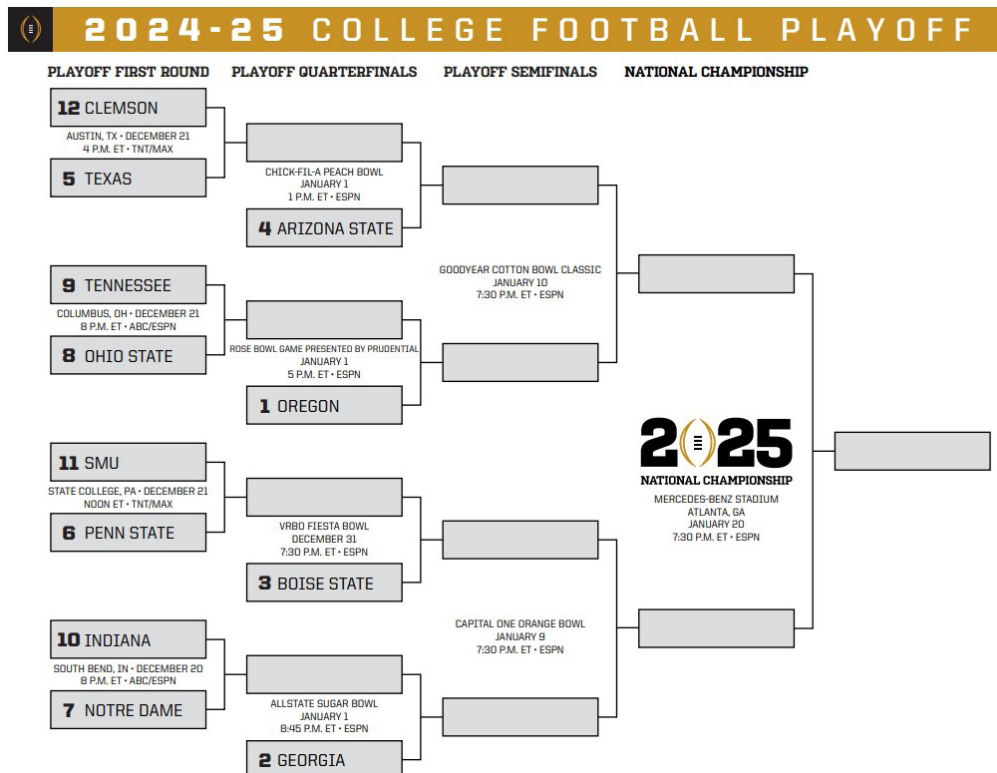 2024-25 COLLEGE FOOTBALL PLAYOFF
PLAYOFF FIRST ROUND
PLAYOFF QUARTERFINALS
PLAYOFF SEMIFINALS
NATIONAL CHAMPIONSHIP
12 CLEMSON
AUSTIN, TX • DECEMBER 21
4 P.M. ET • TNT/MAX
5 TEXAS
CHICK-FIL-A PEACH BOWL
JANUARY 1
1 P.M. ET • ESPN
4 ARIZONA STATE
9 TENNESSEE
COLUMBUS, OH • DECEMBER 21
8 P.M. ET • ABC/ESPN
8 OHIO STATE
ROSE BOWL GAME PRESENTED BY PRUDENTIAL
JANUARY 1
5 P.M. ET • ESPN
1 OREGON
GOODYEAR COTTON BOWL CLASSIC
JANUARY 10
7:30 P.M. ET • ESPN
11 SMU
STATE COLLEGE, PA • DECEMBER 21
NOON ET • TNT/MAX
6 PENN STATE
VRBO FIESTA BOWL
DECEMBER 31
7:30 P.M. ET • ESPN
3 BOISE STATE
10 INDIANA
SOUTH BEND, IN • DECEMBER 20
8 P.M. ET • ABC/ESPN
7 NOTRE DAME
ALLSTATE SUGAR BOWL
JANUARY 1
8:45 P.M. ET • ESPN
2 GEORGIA
CAPITAL ONE ORANGE BOWL
JANUARY 9
7:30 P.M. ET • ESPN
2025
NATIONAL CHAMPIONSHIP
MERCEDES-BENZ STADIUM
ATLANTA, GA
JANUARY 20
7:30 P.M. ET • ESPN